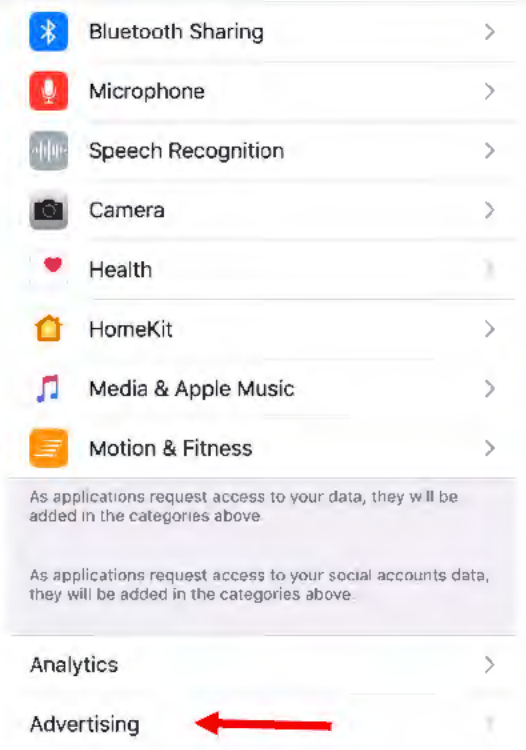 Bluetooth Sharing
Microphone
Speech Recognition
Camera
Health
HomeKit
Media & Apple Music
Motion & Fitness
As applications request access to your data, they will be
added in the categories above
As applications request access to your social accounts data,
they will be added in the categories above.
Analytics
Advertising